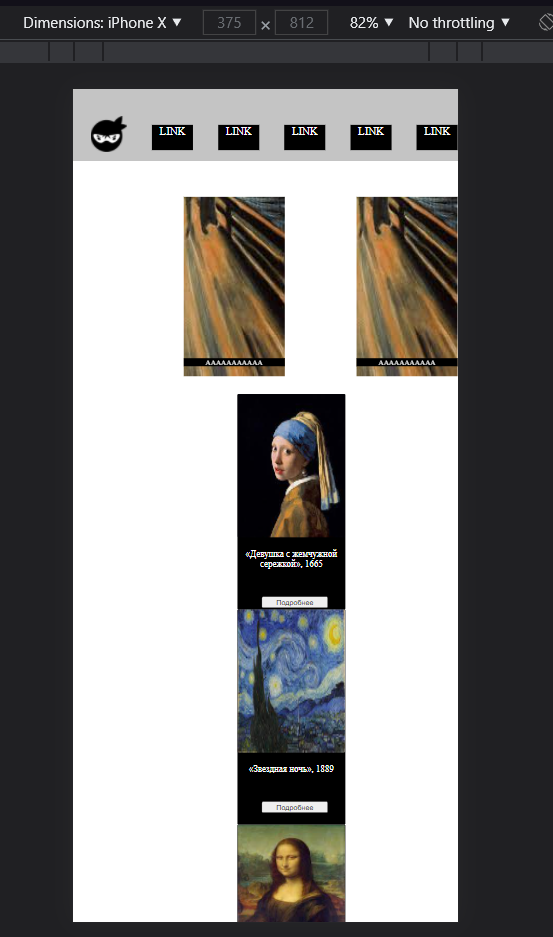 Dimensions: iPhone X ▼ 375 × 812 82% ▼ No throttling ▼
LINK LINK LINK LINK LINK
AAAAAAAAAAA AAAAAAAAAAA
«Девушка с жемчужной
сережкой», 1665
Подробнее
«Звездная ночь», 1889
Подробнее